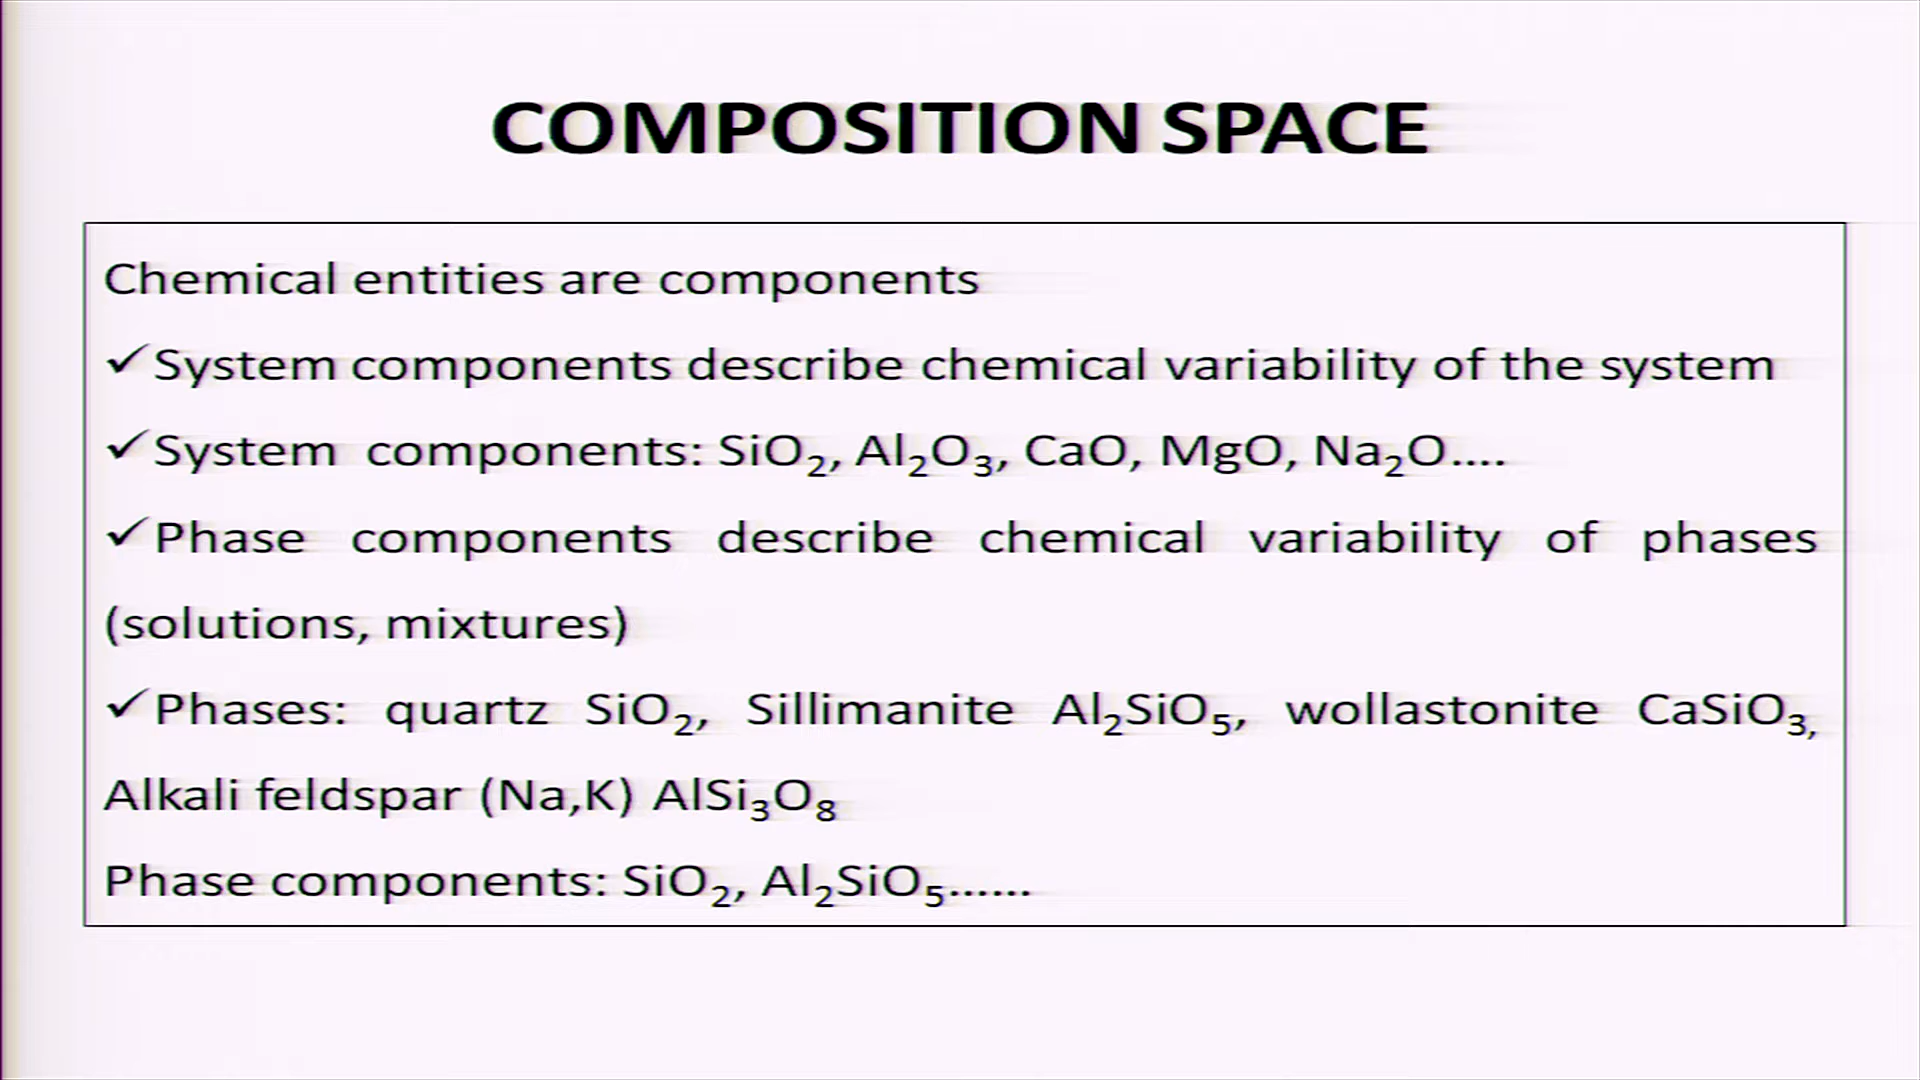 COMPOSITION SPACE
Chemical entities are components
✓System components describe chemical variability of the system
✓System components: SiO₂, Al₂O₃, CaO, MgO, Na₂O....
✓Phase components describe chemical variability of phases
(solutions, mixtures)
✓Phases: quartz SiO₂, Sillimanite Al₂SiO₅, wollastonite CaSiO₃,
Alkali feldspar (Na,K) AlSi₃O₈
Phase components: SiO₂, Al₂SiO₅......